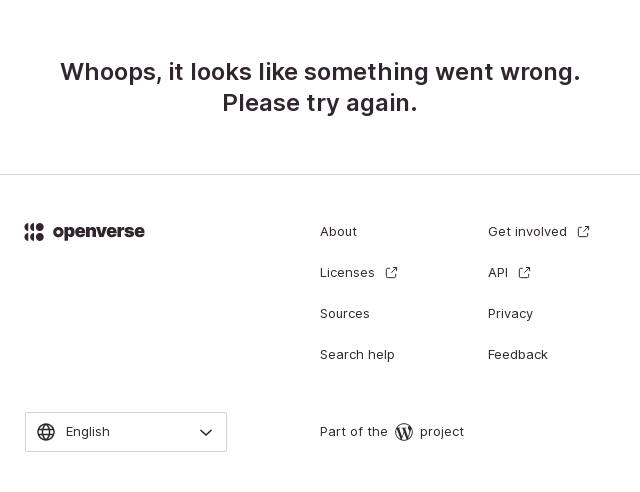 Whoops, it looks like something went wrong.
Please try again.
openverse
About
Get involved
Licenses
API
Sources
Privacy
Search help
Feedback
English
Part of the project